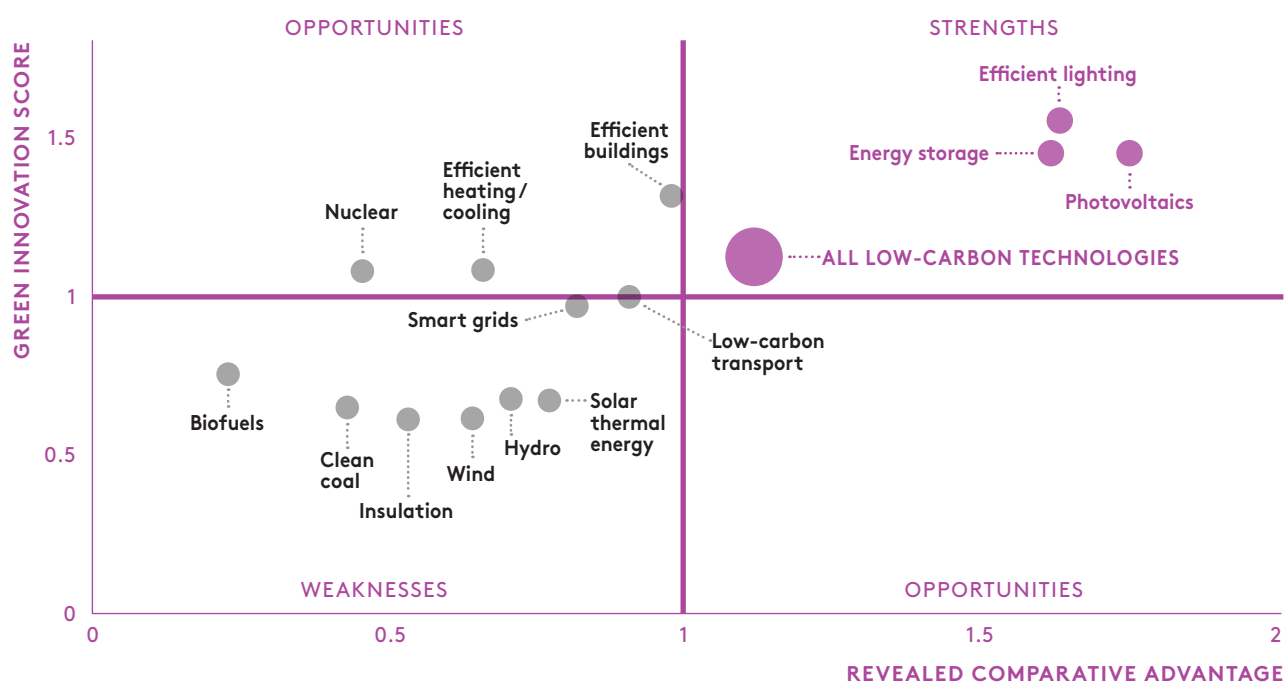 OPPORTUNITIES
STRENGTHS
GREEN INNOVATION SCORE
Efficient lighting
1.5
Efficient
buildings
Energy storage
Efficient
heating/
cooling
Photovoltaics
Nuclear
ALL LOW-CARBON TECHNOLOGIES
1
Smart grids
Low-carbon
transport
Biofuels
Solar
thermal
energy
0.5
Hydro
Clean
coal
Wind
Insulation
WEAKNESSES
OPPORTUNITIES
0
0
0.5
1
1.5
2
REVEALED COMPARATIVE ADVANTAGE